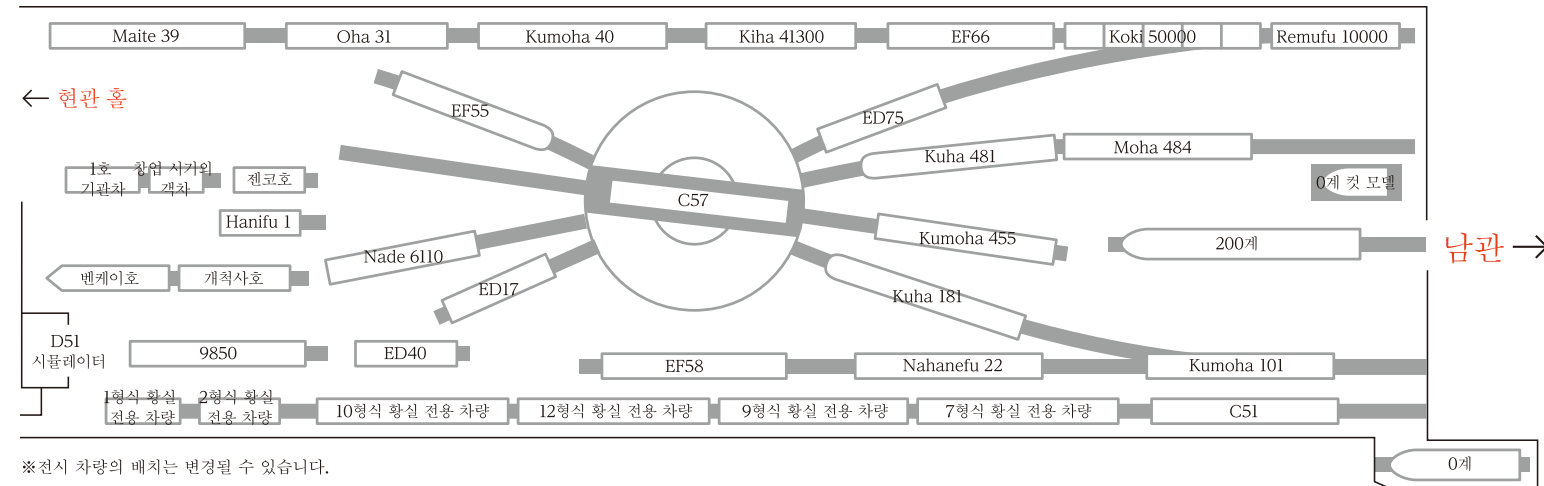 Maite 39
Oha 31
Kumoha 40
Kiha 41300
EF66
Koki 50000
Remufu 10000
← 현관 홀
EF55
ED75
Kuha 481
Moha 484
1호
기관차
창업 시기의
객차
젠코호
0계 컷 모델
C57
Hanifu 1
Nade 6110
Kumoha 455
200계
남관 →
벤케이호
개척사호
ED17
Kuha 181
D51
시뮬레이터
9850
ED40
EF58
Nahanefu 22
Kumoha 101
1형식 황실
전용 차량
2형식 황실
전용 차량
10형식 황실 전용 차량
12형식 황실 전용 차량
9형식 황실 전용 차량
7형식 황실 전용 차량
C51
※전시 차량의 배치는 변경될 수 있습니다.
0계